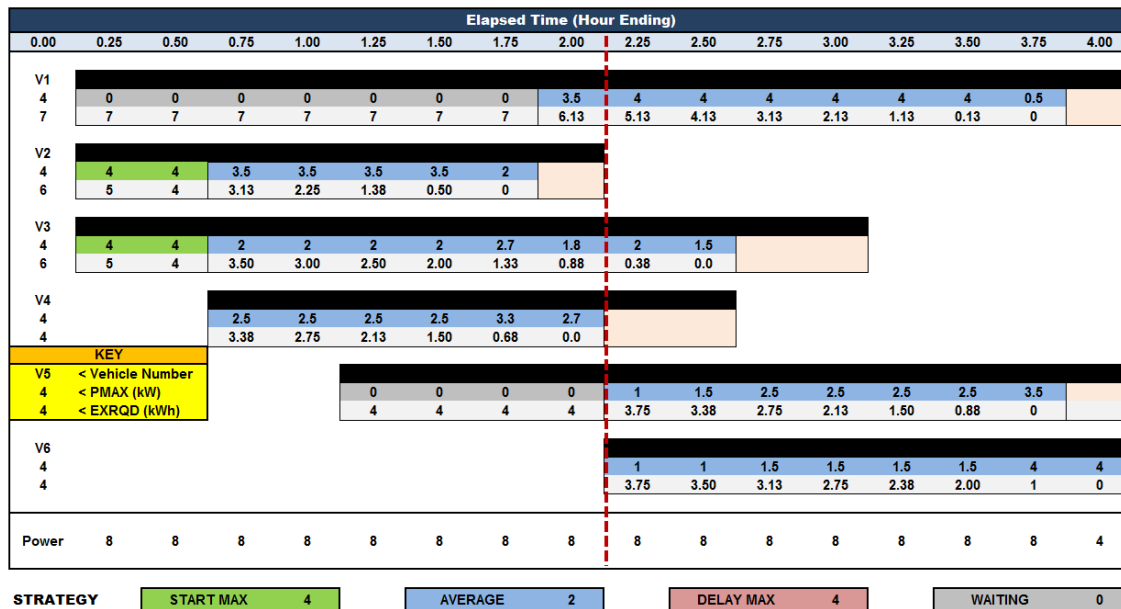 Elapsed Time (Hour Ending)
0.00 0.25 0.50 0.75 1.00 1.25 1.50 1.75 2.00 2.25 2.50 2.75 3.00 3.25 3.50 3.75 4.00
V1
4 0 0 0 0 0 0 0 3.5 4 4 4 4 4 4 0.5
7 7 7 7 7 7 7 7 6.13 5.13 4.13 3.13 2.13 1.13 0.13 0
V2
4 4 4 3.5 3.5 3.5 3.5 2
6 5 4 3.13 2.25 1.38 0.50 0
V3
4 4 4 2 2 2 2 2.7 1.8 2 1.5
6 5 4 3.50 3.00 2.50 2.00 1.33 0.88 0.38 0.0
V4
4 2.5 2.5 2.5 2.5 3.3 2.7
4 3.38 2.75 2.13 1.50 0.68 0.0
KEY
V5 < Vehicle Number
4 < PMAX (kW) 0 0 0 0 1 1.5 2.5 2.5 2.5 2.5 3.5
4 < EXRQD (kWh) 4 4 4 4 3.75 3.38 2.75 2.13 1.50 0.88 0
V6
4 1 1 1.5 1.5 1.5 1.5 4 4
4 3.75 3.50 3.13 2.75 2.38 2.00 1 0
Power 8 8 8 8 8 8 8 8 8 8 8 8 8 8 8 4
STRATEGY START MAX 4 AVERAGE 2 DELAY MAX 4 WAITING 0